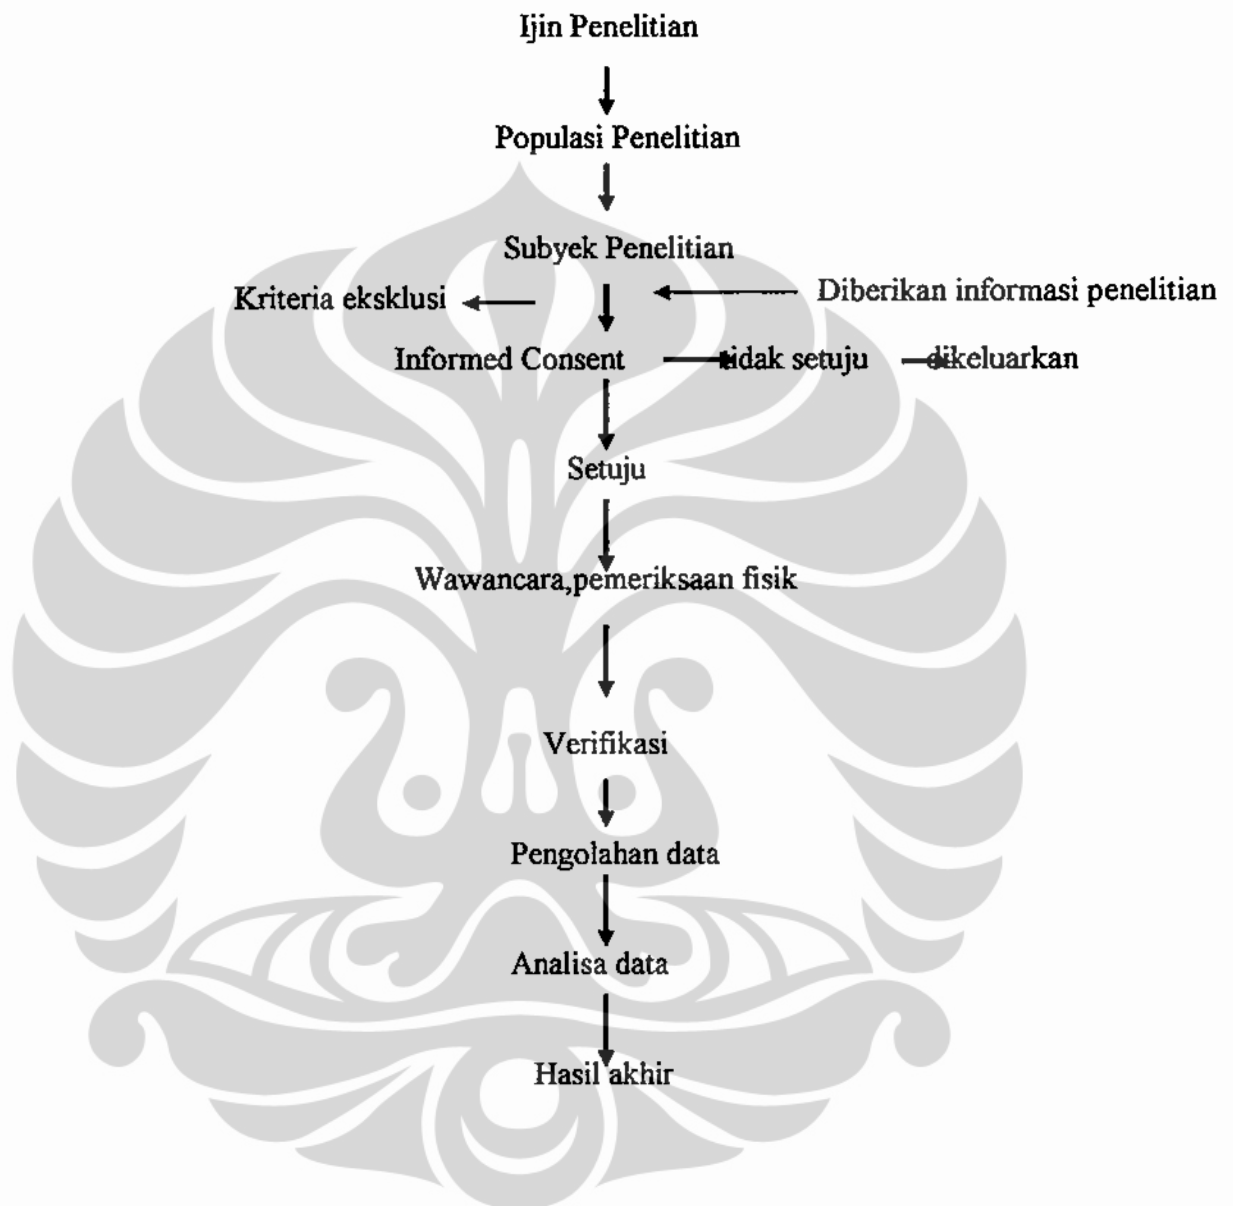 Ijin Penelitian
Populasi Penelitian
Subyek Penelitian
Kriteria eksklusi
Diberikan informasi penelitian
Informed Consent
tidak setuju
dikeluarkan
Setuju
Wawancara,pemeriksaan fisik
Verifikasi
Pengolahan data
Analisa data
Hasil akhir